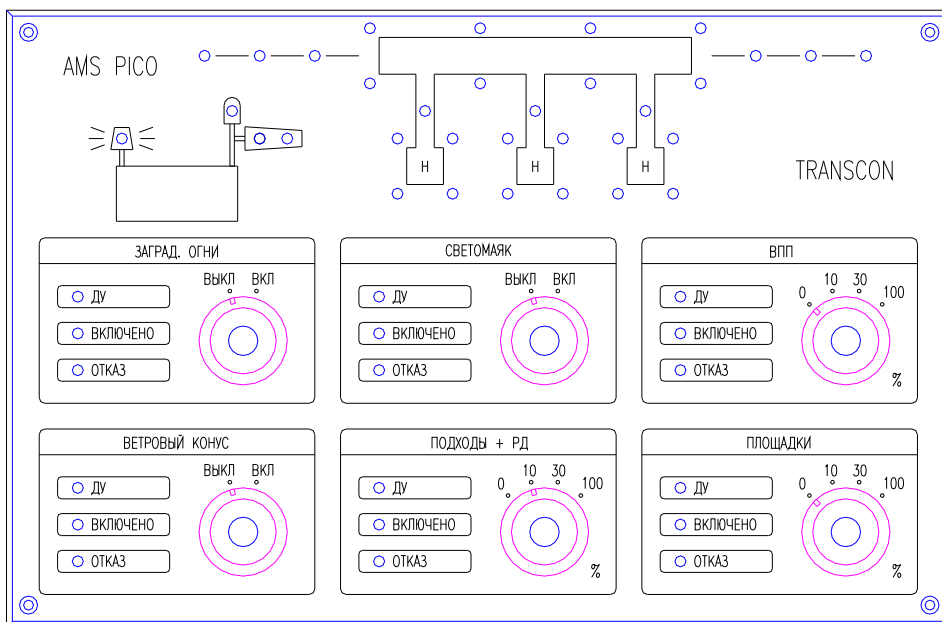 AMS PICO
H H H
TRANSCON
ЗАГРАД. ОГНИ
ВЫКЛ ВКЛ
ДУ
ВКЛЮЧЕНО
ОТКАЗ
СВЕТОМАЯК
ВЫКЛ ВКЛ
ДУ
ВКЛЮЧЕНО
ОТКАЗ
ВПП
0 10 30 100
ДУ
ВКЛЮЧЕНО
ОТКАЗ
%
ВЕТРОВЫЙ КОНУС
ВЫКЛ ВКЛ
ДУ
ВКЛЮЧЕНО
ОТКАЗ
ПОДХОДЫ + РД
0 10 30 100
ДУ
ВКЛЮЧЕНО
ОТКАЗ
%
ПЛОЩАДКИ
0 10 30 100
ДУ
ВКЛЮЧЕНО
ОТКАЗ
%